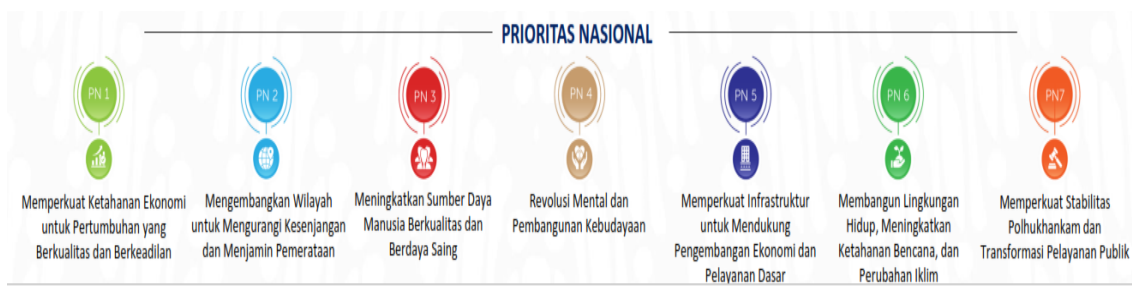 PRIORITAS NASIONAL
PN 1
Memperkuat Ketahanan Ekonomi
untuk Pertumbuhan yang
Berkualitas dan Berkeadilan
PN 2
Mengembangkan Wilayah
untuk Mengurangi Kesenjangan
dan Menjamin Pemerataan
PN 3
Meningkatkan Sumber Daya
Manusia Berkualitas dan
Berdaya Saing
PN 4
Revolusi Mental dan
Pembangunan Kebudayaan
PN 5
Memperkuat Infrastruktur
untuk Mendukung
Pengembangan Ekonomi dan
Pelayanan Dasar
PN 6
Membangun Lingkungan
Hidup, Meningkatkan
Ketahanan Bencana, dan
Perubahan Iklim
PN7
Memperkuat Stabilitas
Polhukhankam dan
Transformasi Pelayanan Publik